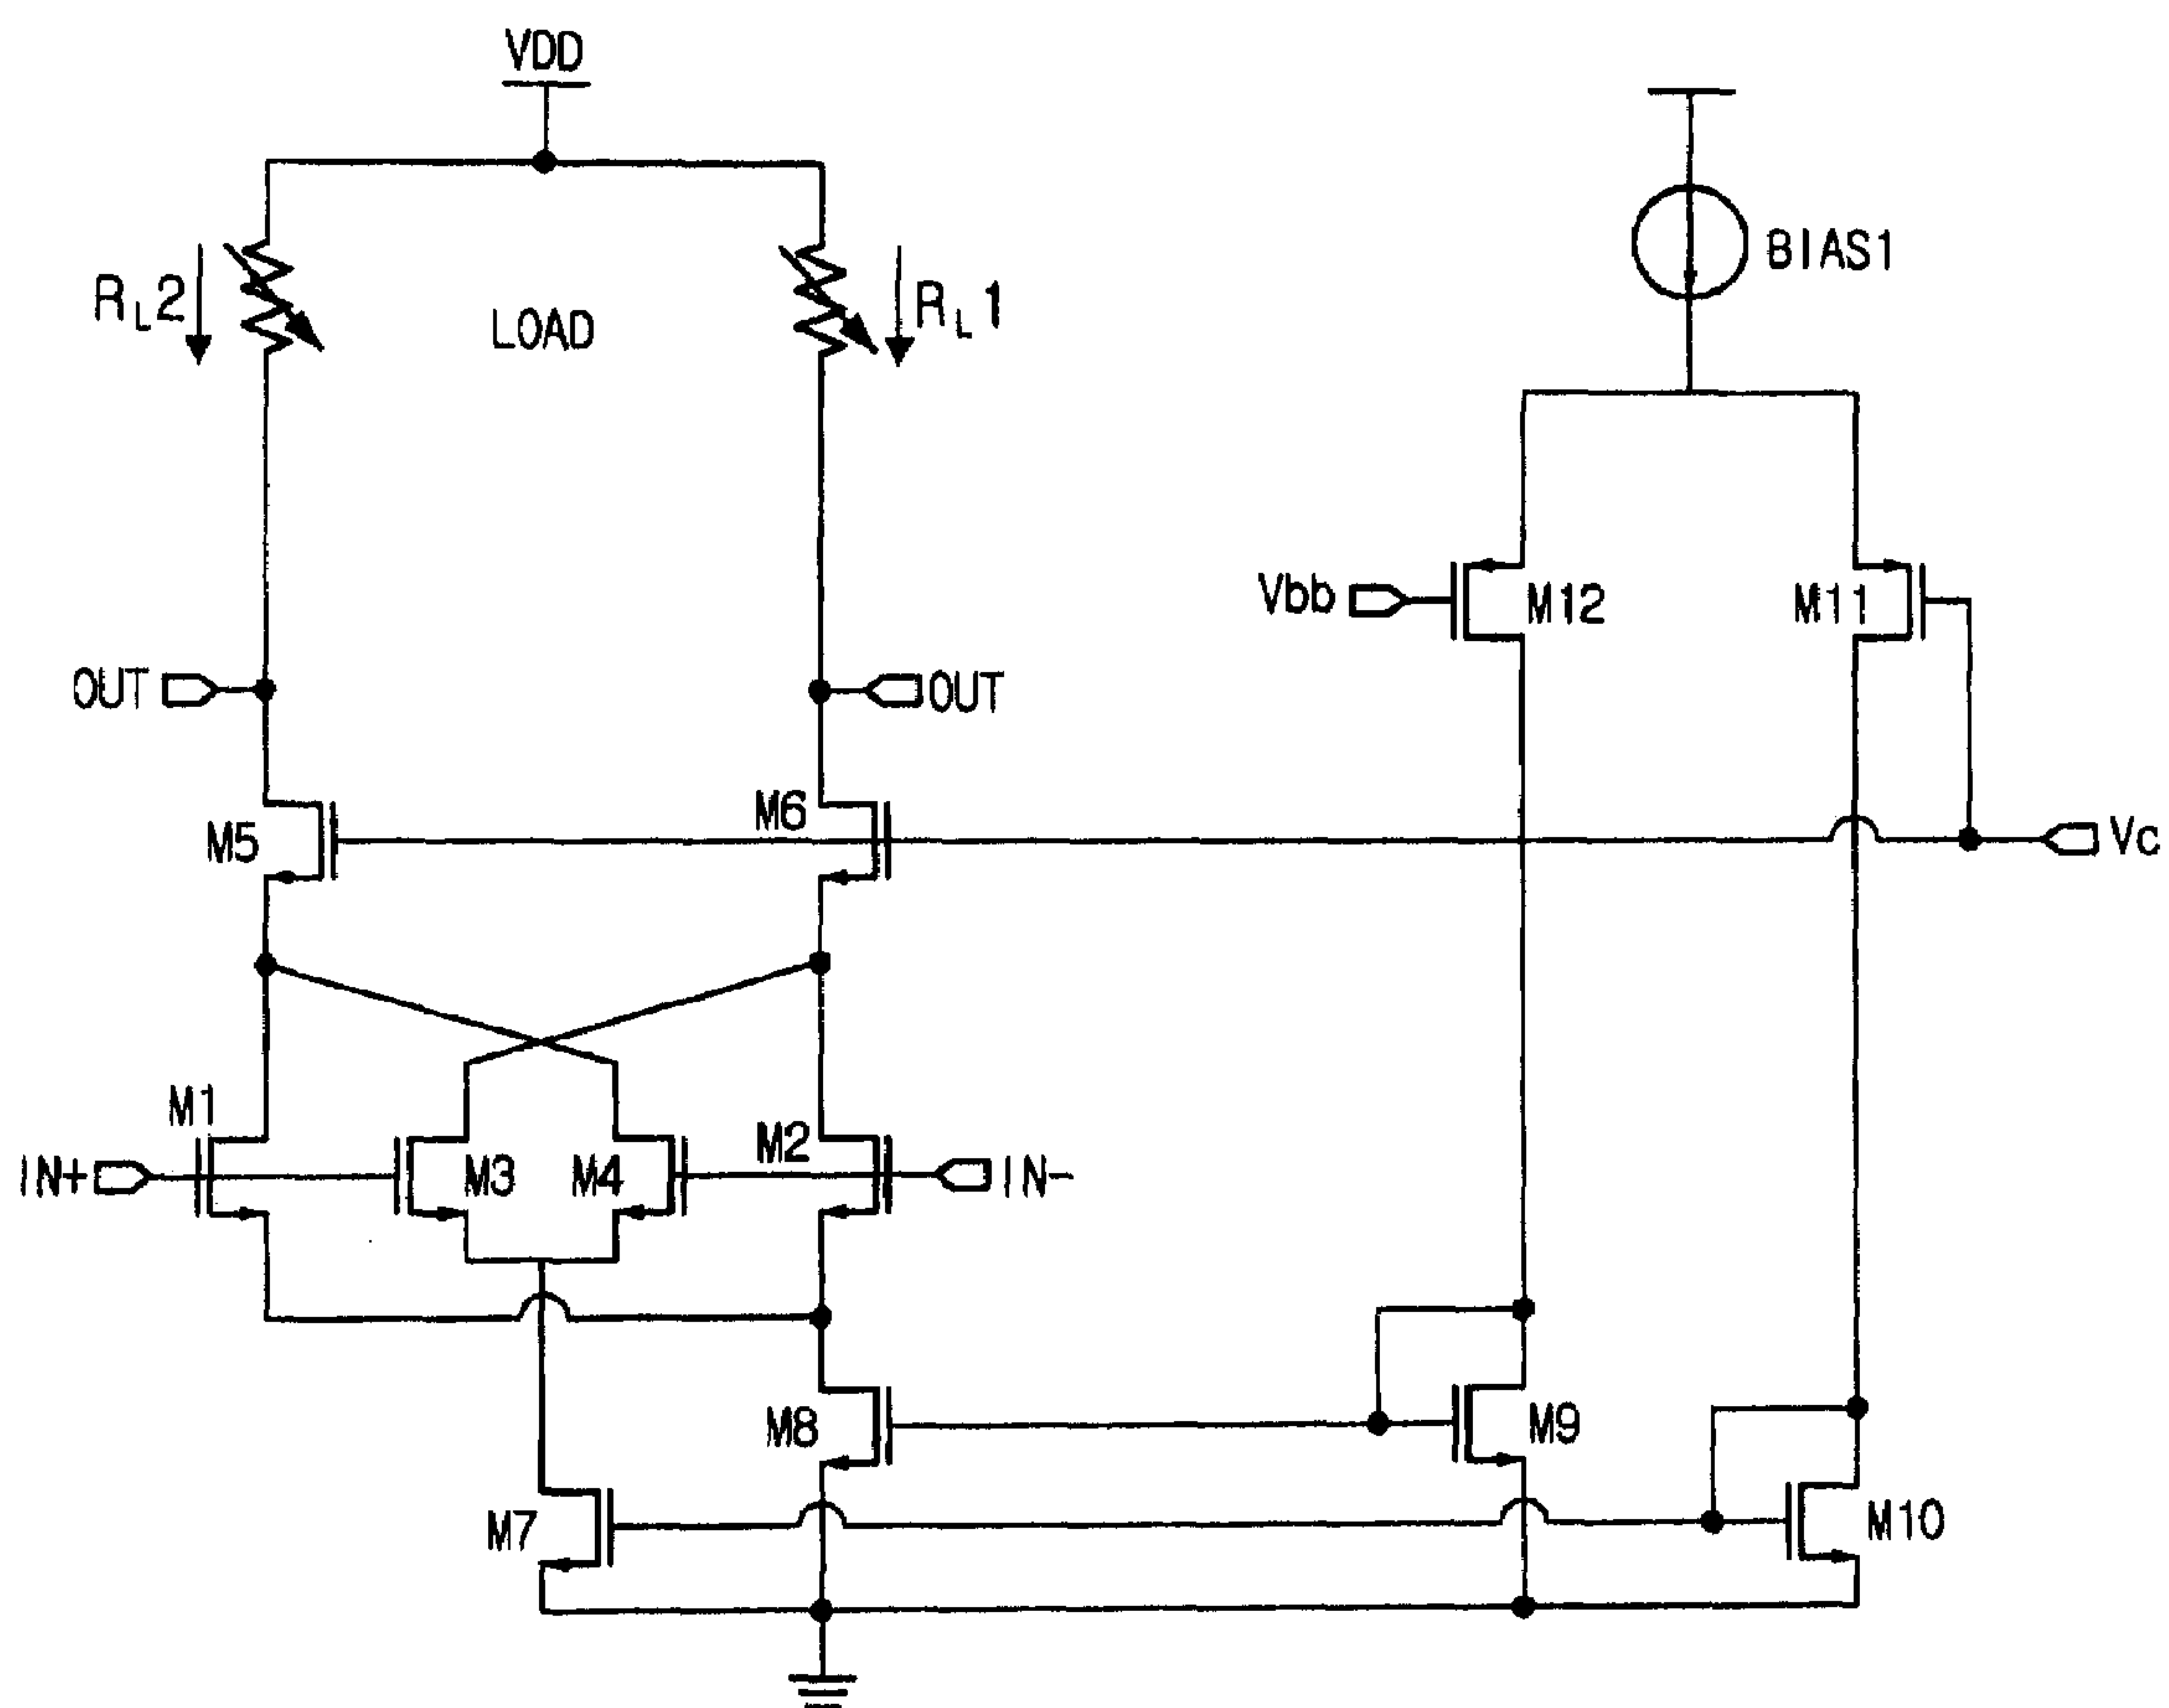 VDD
BIAS1
RL2
LOAD
RL1
Vbb
M12
M11
OUT
OUT
M5
M6
Vc
M1
M2
IN+
M3
M4
IN-
M8
M9
M7
M10